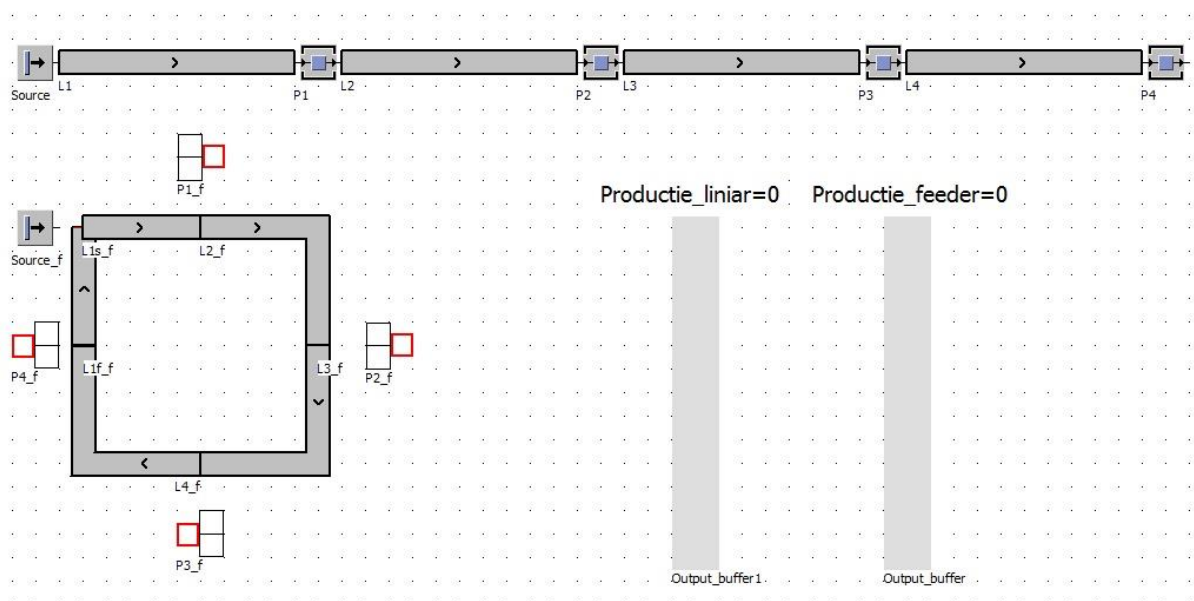 Source L1 P1 L2 P2 L3 P3 L4 P4
P1_f
Productie_liniar=0 Productie_feeder=0
Source_f L1s_f L2_f
P4_f L1f_f L3_f P2_f
L4_f
P3_f
Output_buffer1 Output_buffer